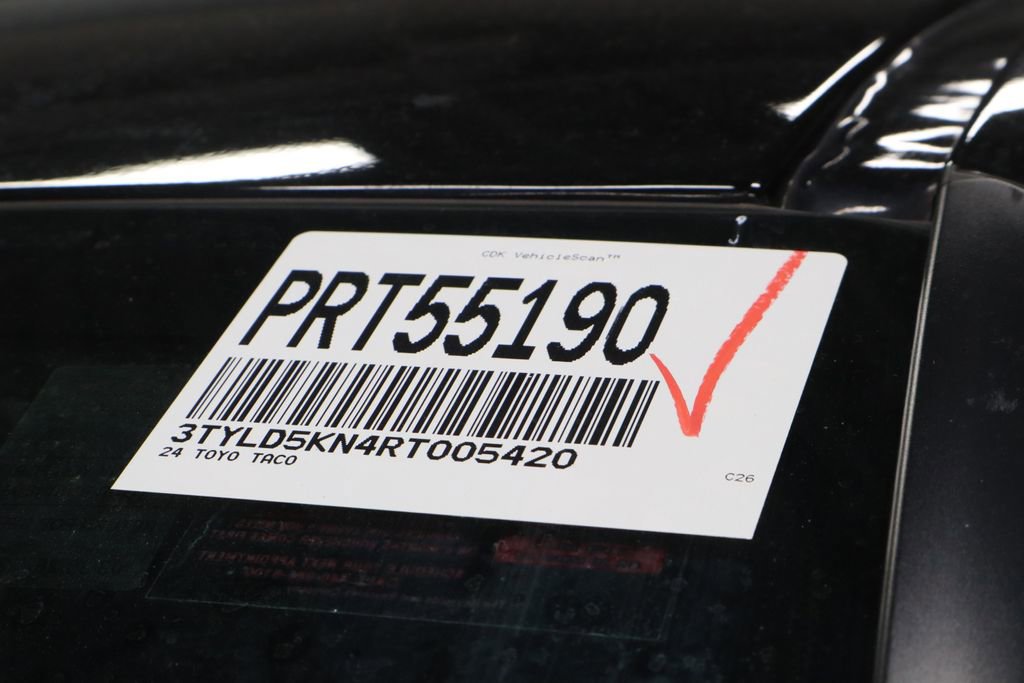 CDK VehicleScan™
PRT55190
3TYLD5KN4RT005420
24 TOYO TACO
C26